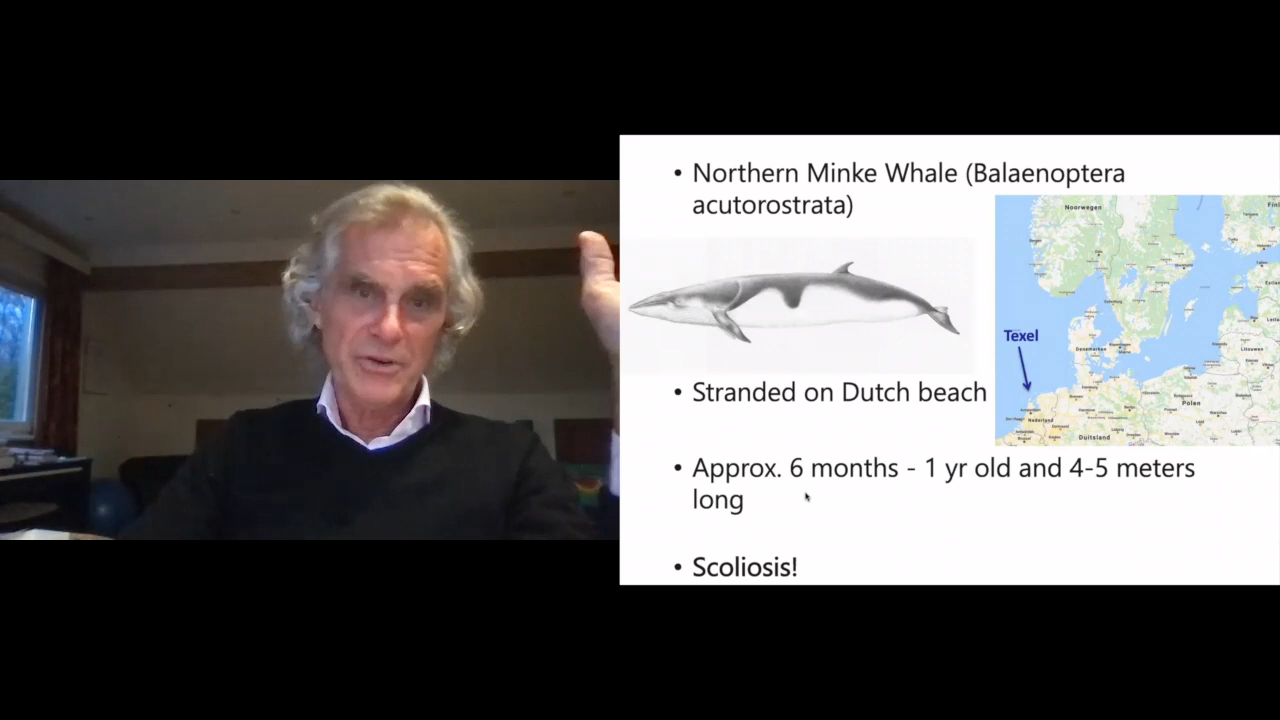 • Northern Minke Whale (Balaenoptera
acutorostrata)
Noorwegen
Texel
Denemarken
• Stranded on Dutch beach
Nederland
Polen
Duitsland
• Approx. 6 months - 1 yr old and 4-5 meters
long
• Scoliosis!